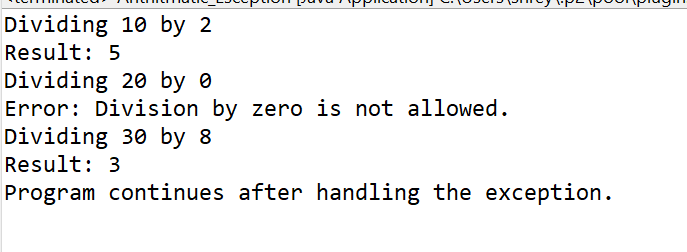 <terminated> Arithmatic_Exception [Java Application] C:\Users\shrey\.p2\pool\plugin
Dividing 10 by 2
Result: 5
Dividing 20 by 0
Error: Division by zero is not allowed.
Dividing 30 by 8
Result: 3
Program continues after handling the exception.